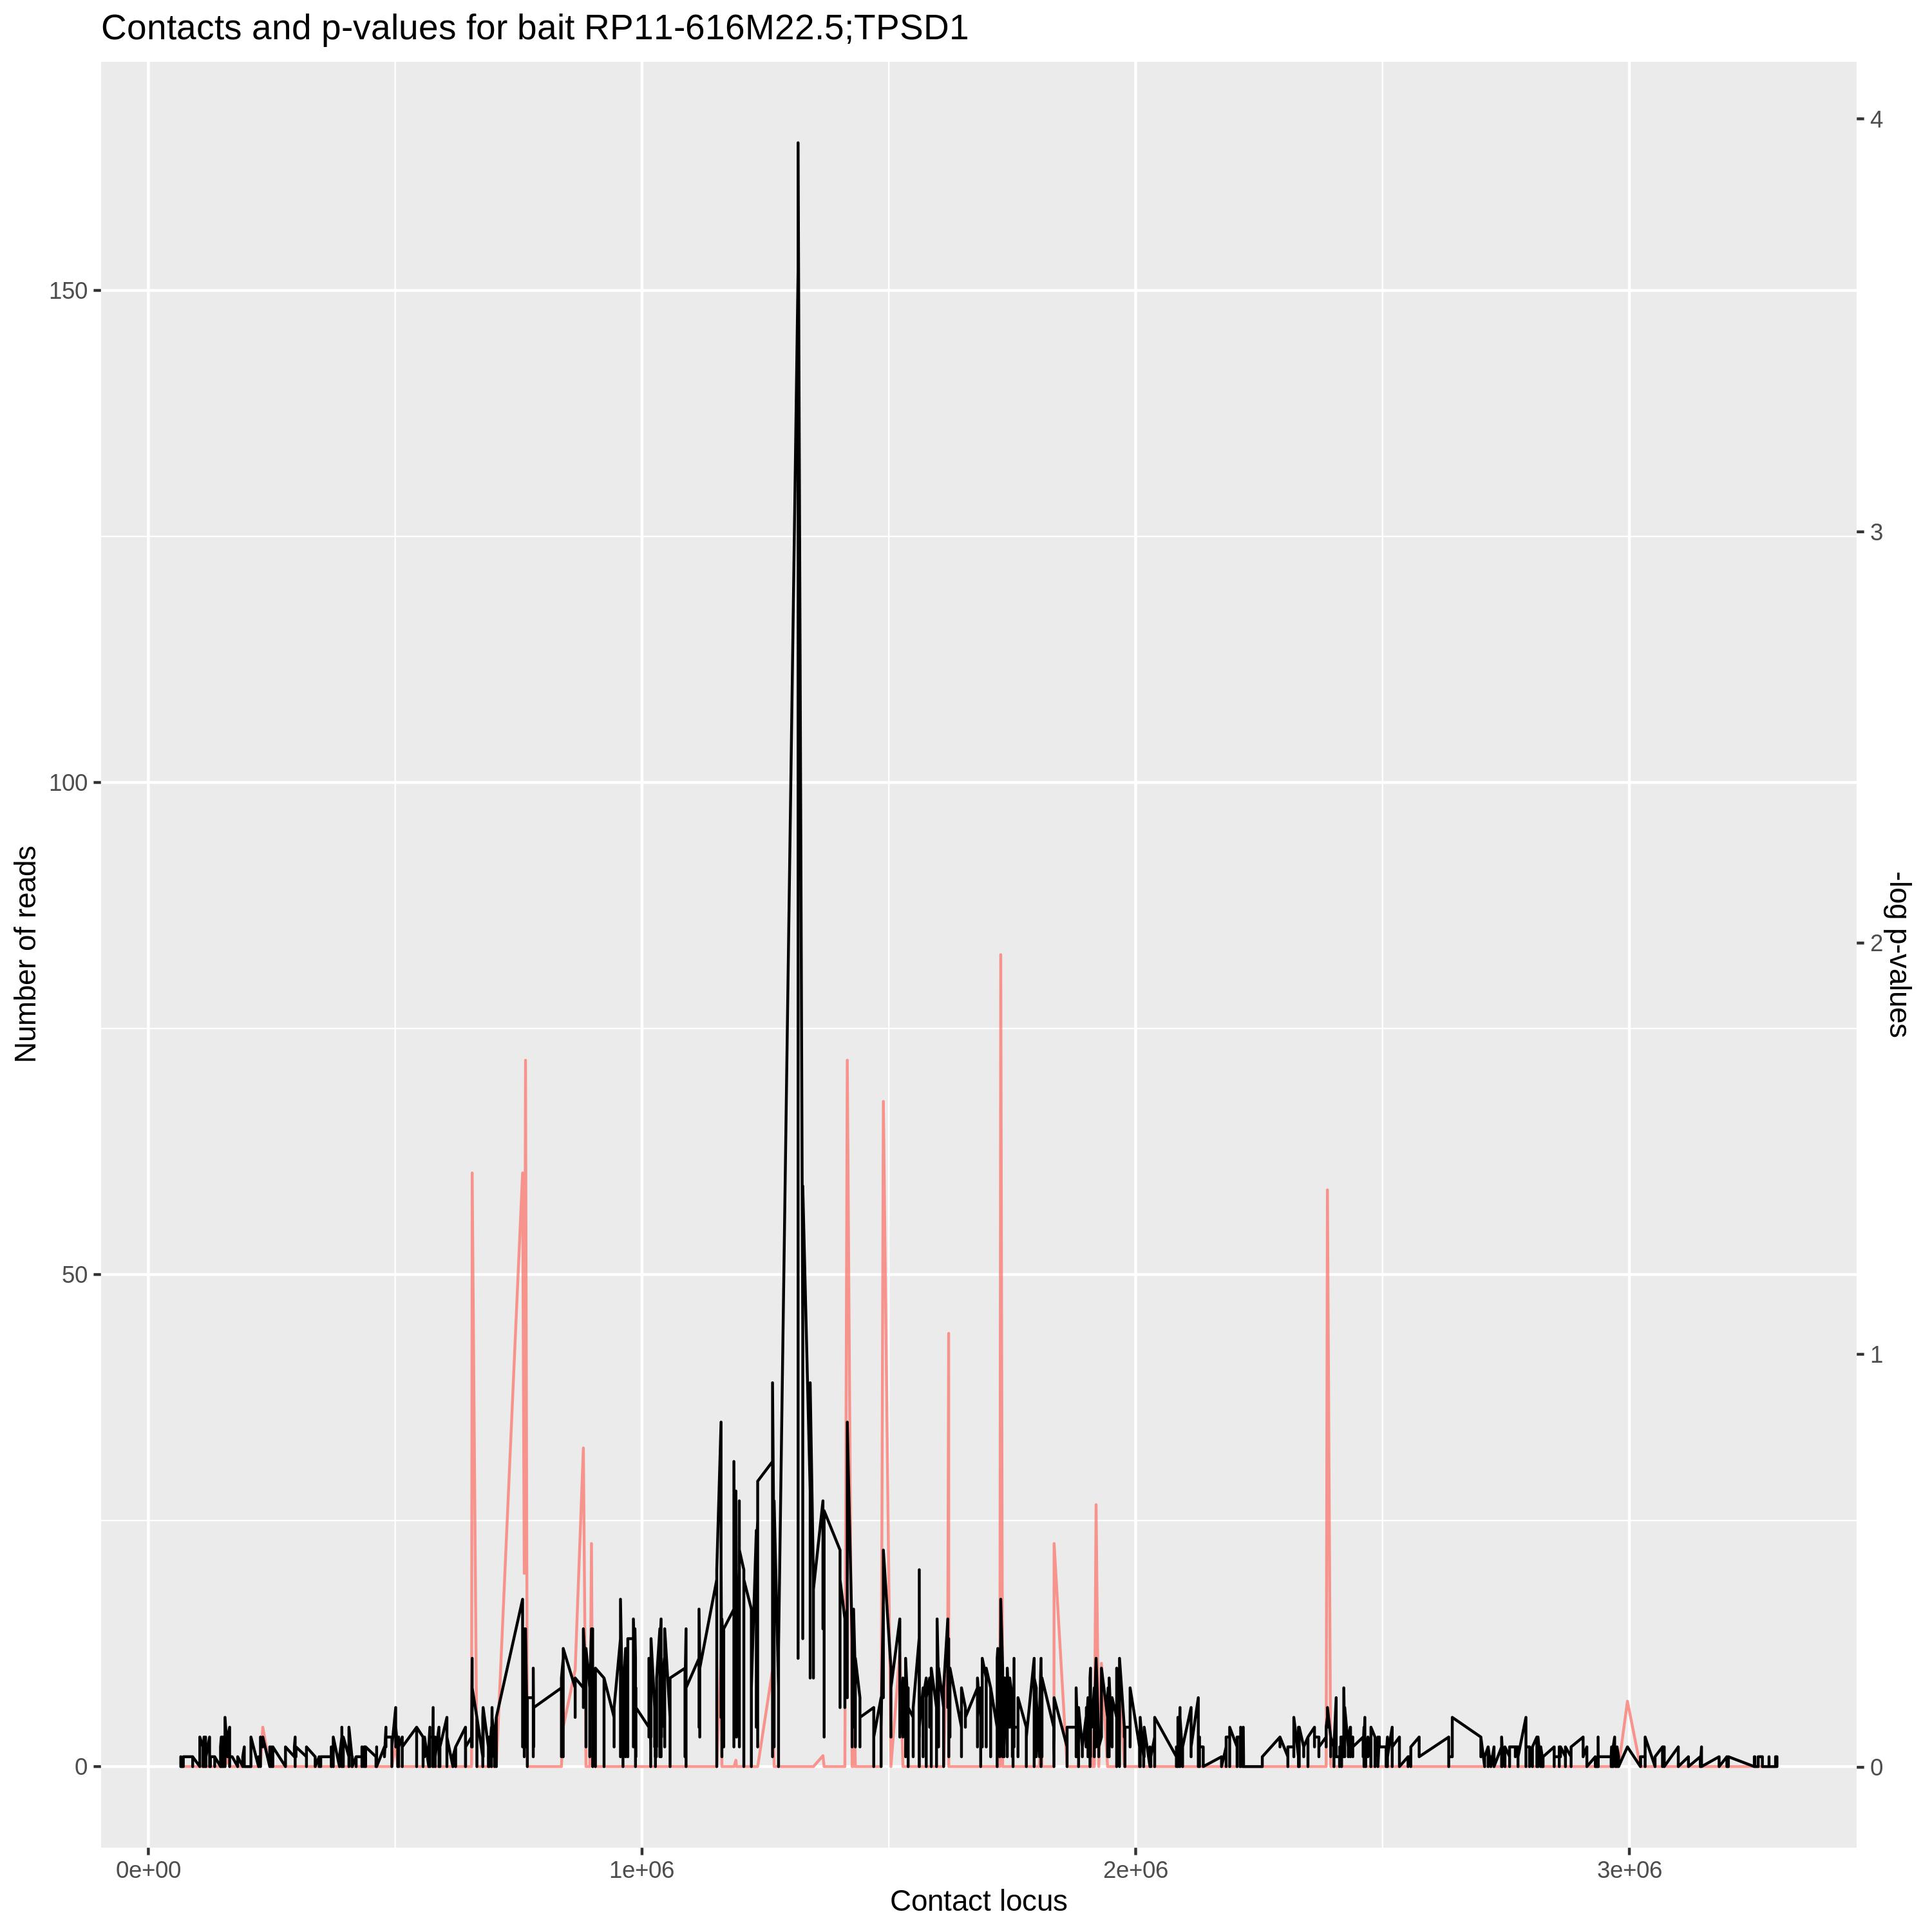 Contacts and p-values for bait RP11-616M22.5;TPSD1
Number of reads
150
100
50
0
4
3
2
1
0
-log p-values
0e+00
1e+06
2e+06
3e+06
Contact locus